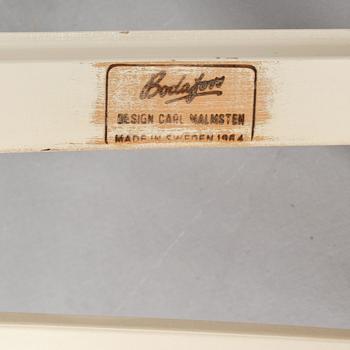 Bodafors
DESIGN CARL MALMSTEN
MADE IN SWEDEN 1964